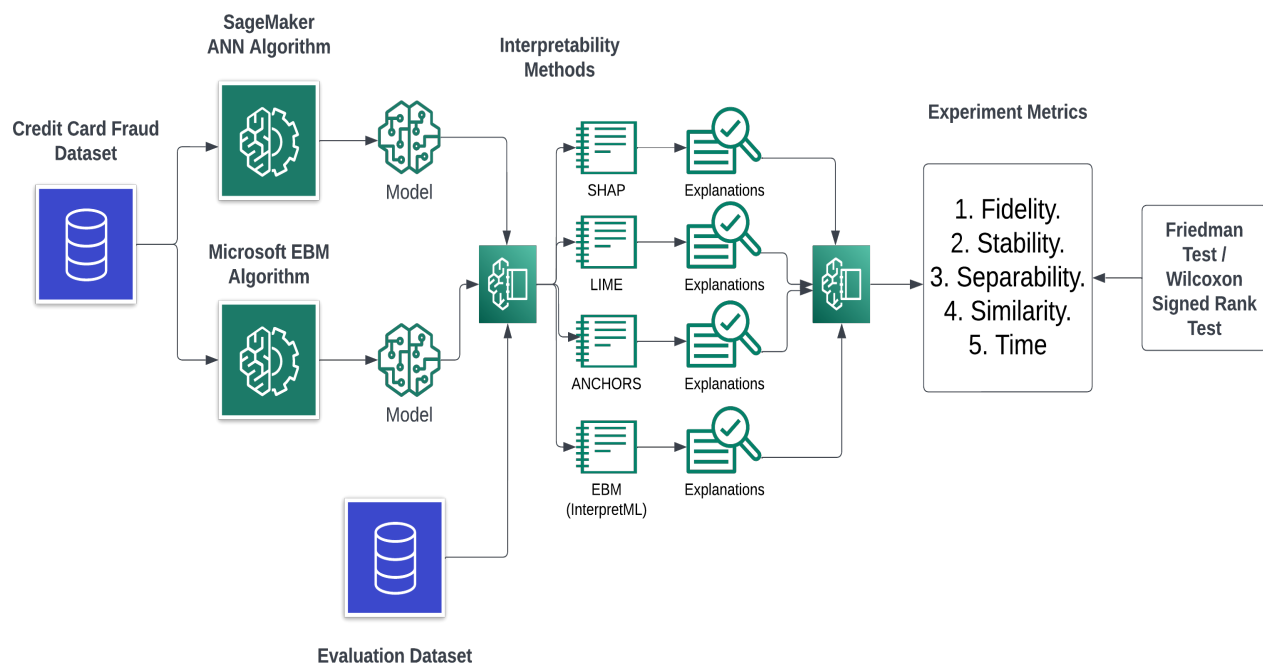 SageMaker
ANN Algorithm
Interpretability
Methods
Experiment Metrics
Credit Card Fraud
Dataset
Model
SHAP
Explanations
1. Fidelity.
2. Stability.
3. Separability.
4. Similarity.
5. Time
Friedman
Test /
Wilcoxon
Signed Rank
Test
Microsoft EBM
Algorithm
LIME
Explanations
Model
ANCHORS
Explanations
EBM
(InterpretML)
Explanations
Evaluation Dataset